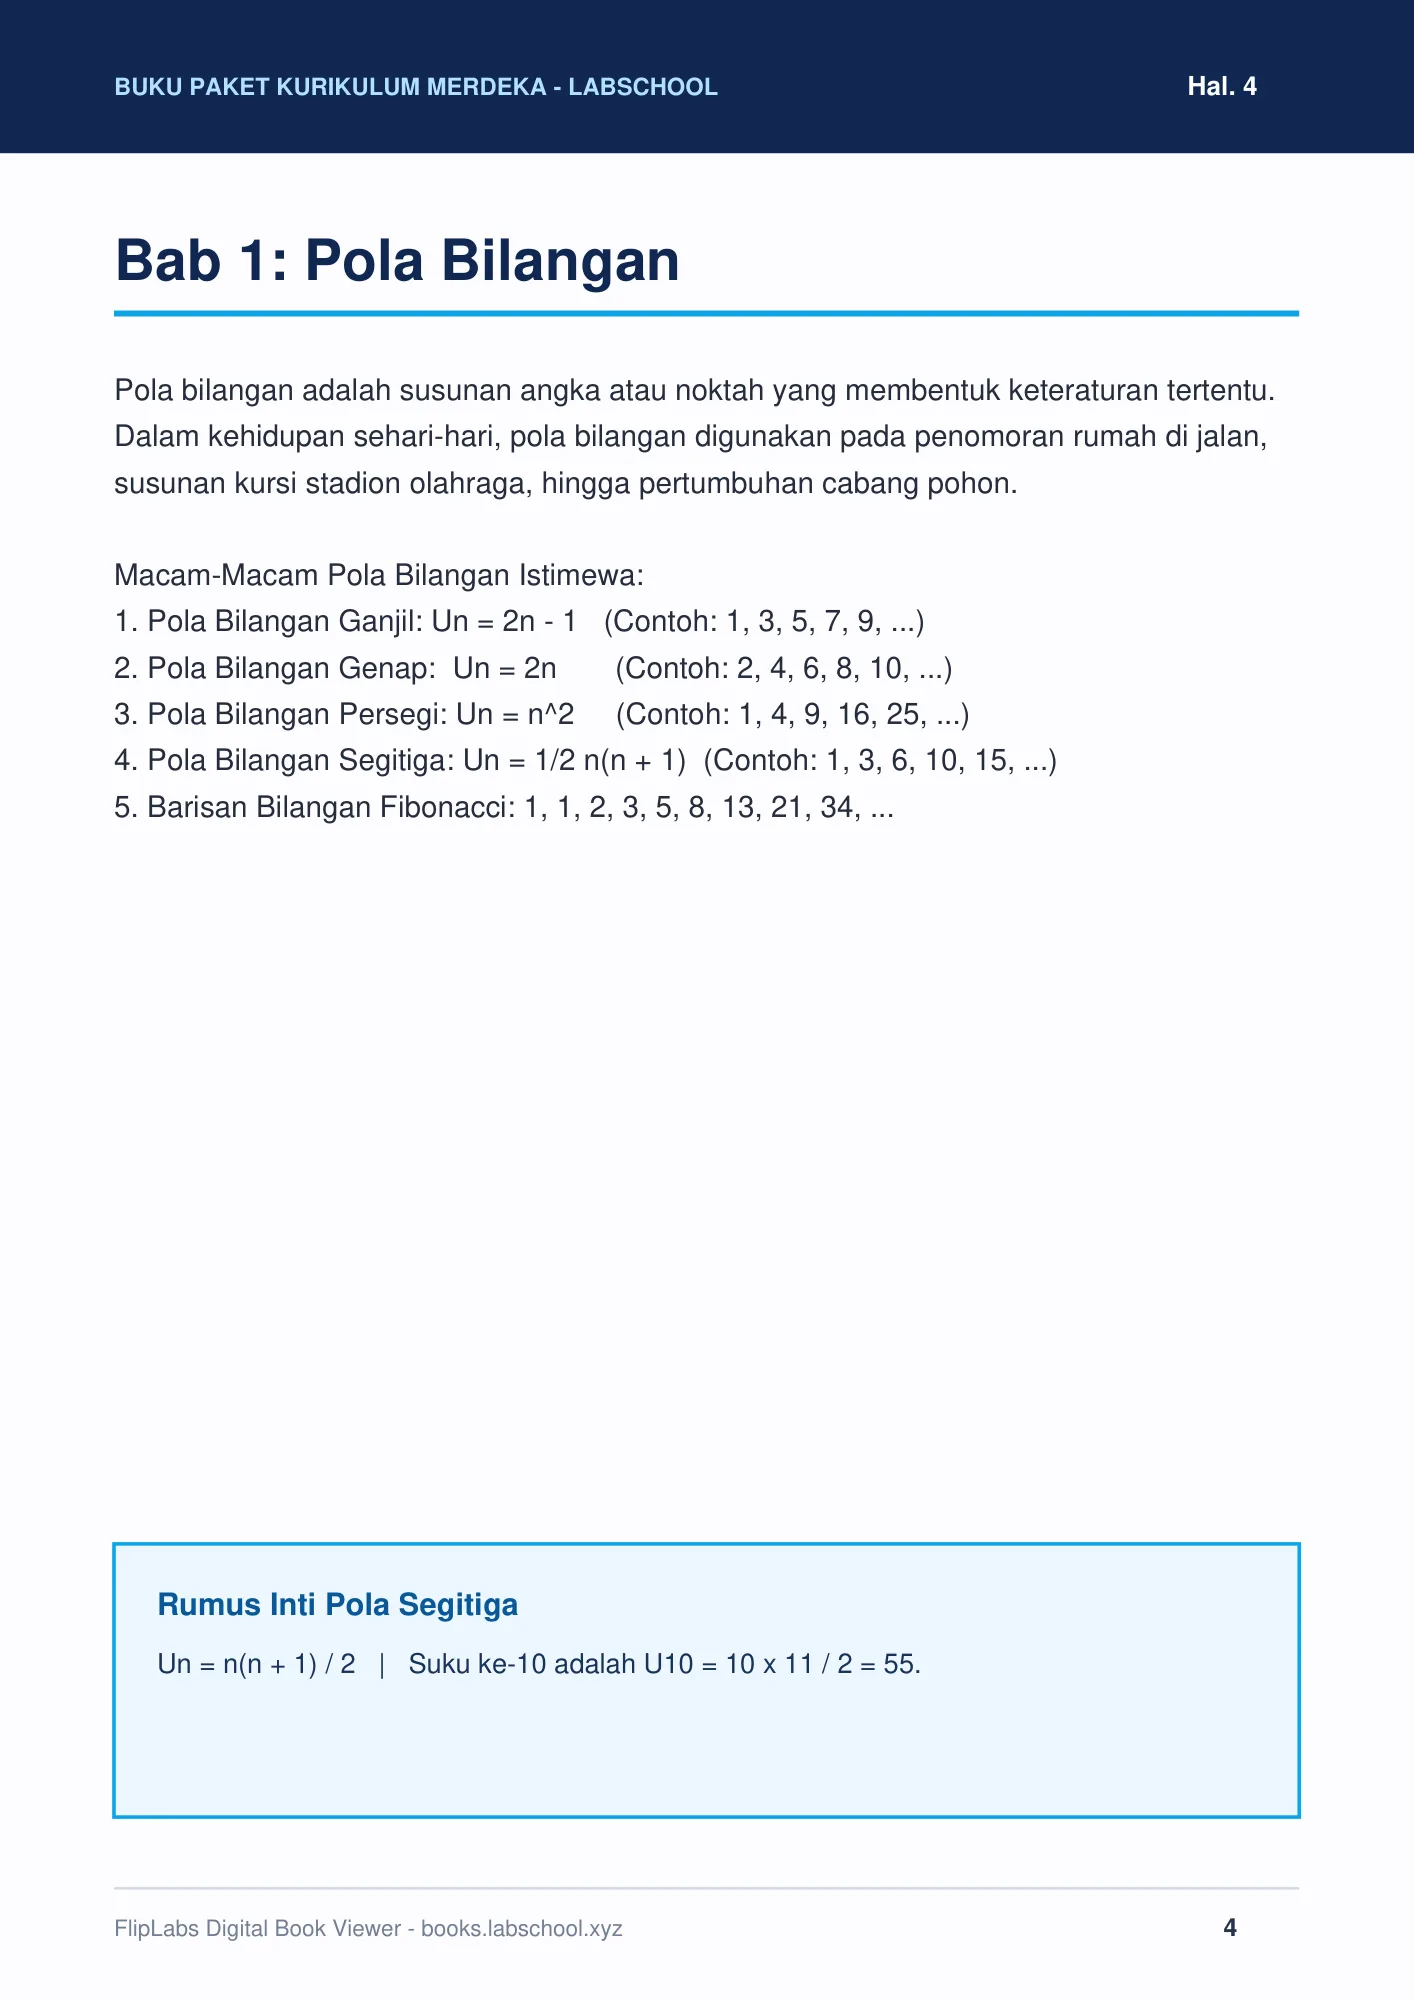 BUKU PAKET KURIKULUM MERDEKA - LABSCHOOL
Hal. 4
Bab 1: Pola Bilangan
Pola bilangan adalah susunan angka atau noktah yang membentuk keteraturan tertentu.
Dalam kehidupan sehari-hari, pola bilangan digunakan pada penomoran rumah di jalan,
susunan kursi stadion olahraga, hingga pertumbuhan cabang pohon.
Macam-Macam Pola Bilangan Istimewa:
1. Pola Bilangan Ganjil: Un = 2n - 1 (Contoh: 1, 3, 5, 7, 9, ...)
2. Pola Bilangan Genap: Un = 2n (Contoh: 2, 4, 6, 8, 10, ...)
3. Pola Bilangan Persegi: Un = n^2 (Contoh: 1, 4, 9, 16, 25, ...)
4. Pola Bilangan Segitiga: Un = 1/2 n(n + 1) (Contoh: 1, 3, 6, 10, 15, ...)
5. Barisan Bilangan Fibonacci: 1, 1, 2, 3, 5, 8, 13, 21, 34, ...
Rumus Inti Pola Segitiga
Un = n(n + 1) / 2 | Suku ke-10 adalah U10 = 10 x 11 / 2 = 55.
FlipLabs Digital Book Viewer - books.labschool.xyz
4